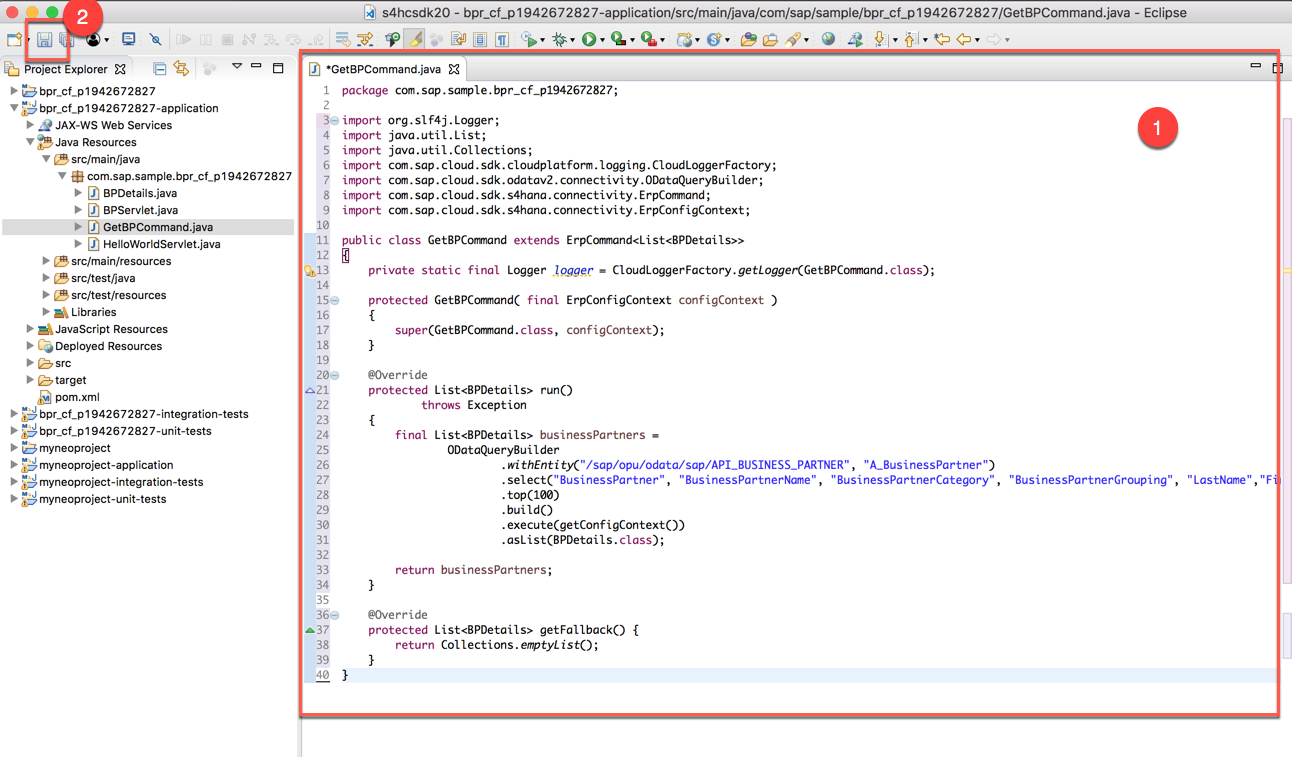 2
s4hcsdk20 - bpr_cf_p1942672827-application/src/main/java/com/sap/sample/bpr_cf_p1942672827/GetBPCommand.java - Eclipse
Project Explorer
bpr_cf_p1942672827
bpr_cf_p1942672827-application
JAX-WS Web Services
Java Resources
src/main/java
com.sap.sample.bpr_cf_p1942672827
BPDetails.java
BPServlet.java
GetBPCommand.java
HelloWorldServlet.java
src/main/resources
src/test/java
src/test/resources
Libraries
JavaScript Resources
Deployed Resources
src
target
pom.xml
bpr_cf_p1942672827-integration-tests
bpr_cf_p1942672827-unit-tests
myneoproject
myneoproject-application
myneoproject-integration-tests
myneoproject-unit-tests
*GetBPCommand.java
1
1 package com.sap.sample.bpr_cf_p1942672827;
2
3 import org.slf4j.Logger;
4 import java.util.List;
5 import java.util.Collections;
6 import com.sap.cloud.sdk.cloudplatform.logging.CloudLoggerFactory;
7 import com.sap.cloud.sdk.odatav2.connectivity.ODataQueryBuilder;
8 import com.sap.cloud.sdk.s4hana.connectivity.ErpCommand;
9 import com.sap.cloud.sdk.s4hana.connectivity.ErpConfigContext;
10
11 public class GetBPCommand extends ErpCommand<List<BPDetails>>
12 {
13 private static final Logger logger = CloudLoggerFactory.getLogger(GetBPCommand.class);
14
15 protected GetBPCommand( final ErpConfigContext configContext )
16 {
17 super(GetBPCommand.class, configContext);
18 }
19
20 @Override
21 protected List<BPDetails> run()
22 throws Exception
23 {
24 final List<BPDetails> businessPartners =
25 ODataQueryBuilder
26 .withEntity("/sap/opu/odata/sap/API_BUSINESS_PARTNER", "A_BusinessPartner")
27 .select("BusinessPartner", "BusinessPartnerName", "BusinessPartnerCategory", "BusinessPartnerGrouping", "LastName","Fi
28 .top(100)
29 .build()
30 .execute(getConfigContext())
31 .asList(BPDetails.class);
32
33 return businessPartners;
34 }
35
36 @Override
37 protected List<BPDetails> getFallback() {
38 return Collections.emptyList();
39 }
40 }